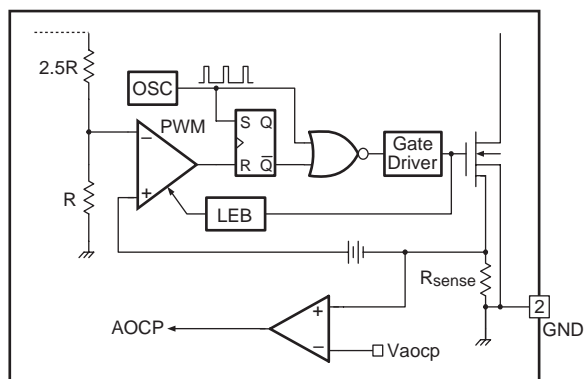 2.5R
OSC
PWM
S Q
R Q̅
Gate
Driver
R
LEB
+
−
Rsense
2
GND
AOCP
+
−
Vaocp